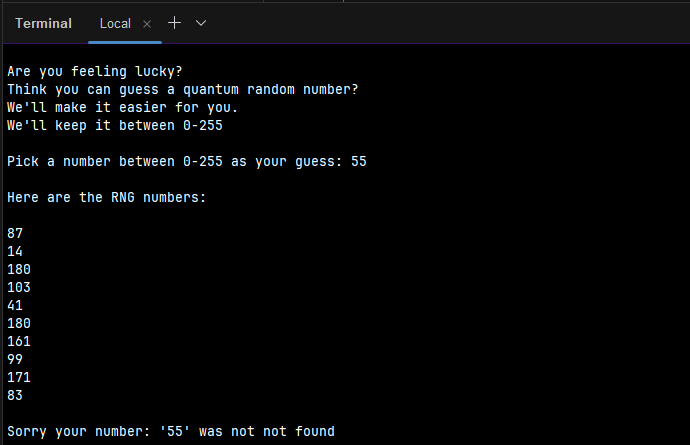 Terminal Local
Are you feeling lucky?
Think you can guess a quantum random number?
We'll make it easier for you.
We'll keep it between 0-255
Pick a number between 0-255 as your guess: 55
Here are the RNG numbers:
87
14
180
103
41
180
161
99
171
83
Sorry your number: '55' was not not found